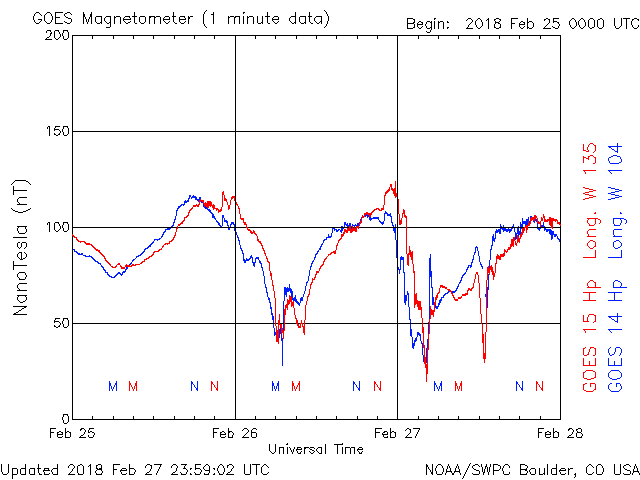 GOES Magnetometer (1 minute data)
Begin: 2018 Feb 25 0000 UTC
200
150
100
50
0
NanoTesla (nT)
M M N N M M N N M M N N
Feb 25 Feb 26 Feb 27 Feb 28
Universal Time
GOES 15 Hp Long. W 135
GOES 14 Hp Long. W 104
Updated 2018 Feb 27 23:59:02 UTC
NOAA/SWPC Boulder, CO USA